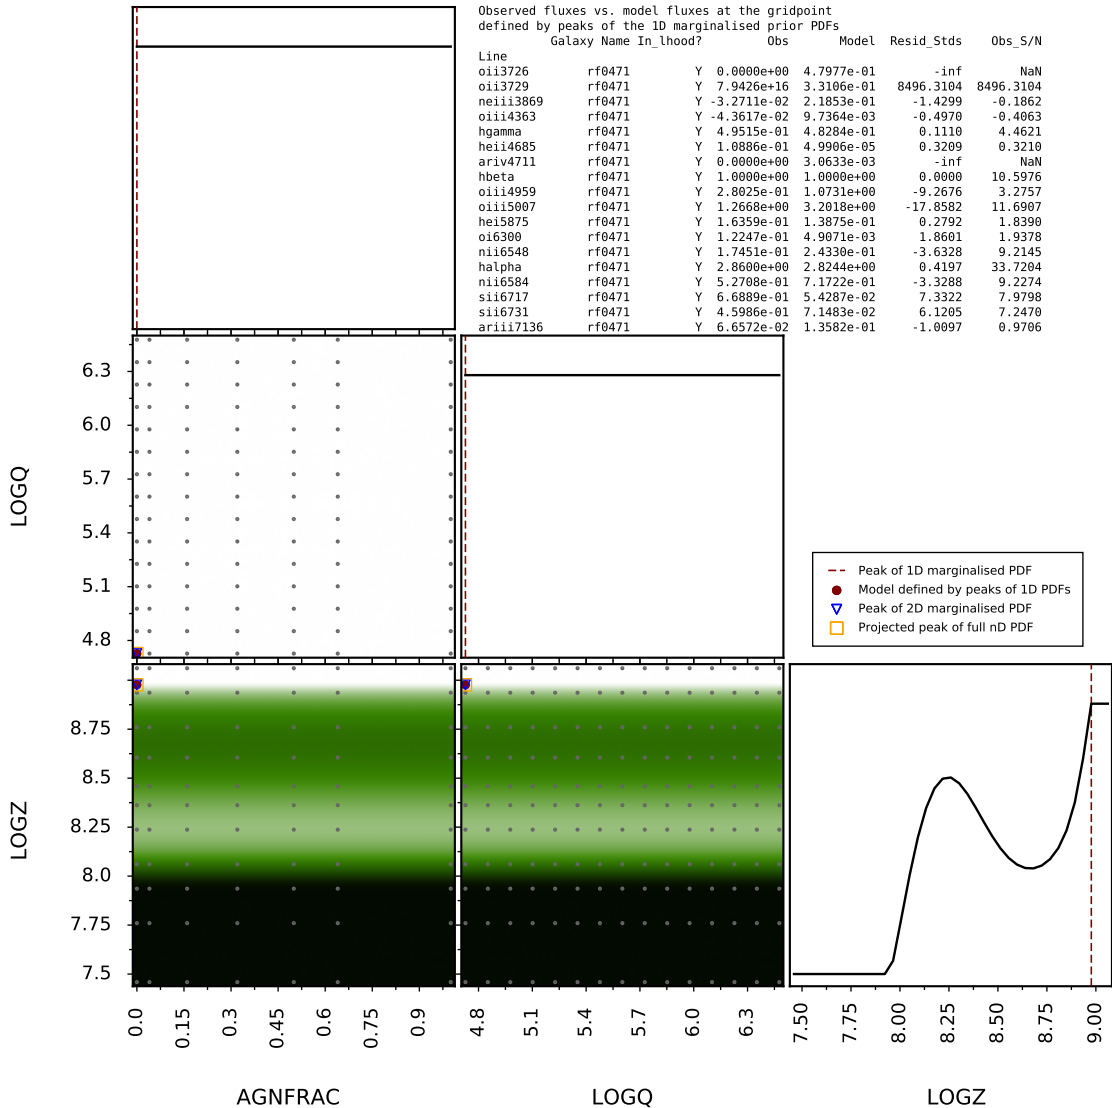 Observed fluxes vs. model fluxes at the gridpoint
defined by peaks of the 1D marginalised prior PDFs
Galaxy Name In_lhood? Obs Model Resid_Stds Obs_S/N
Line
oii3726 rf0471 Y 0.0000e+00 4.7977e-01 -inf NaN
oii3729 rf0471 Y 7.9426e+16 3.3106e-01 8496.3104 8496.3104
neiii3869 rf0471 Y -3.2711e-02 2.1853e-01 -1.4299 -0.1862
oiii4363 rf0471 Y -4.3617e-02 9.7364e-03 -0.4970 -0.4063
hgamma rf0471 Y 4.9515e-01 4.8284e-01 0.1110 4.4621
heii4685 rf0471 Y 1.0886e-01 4.9906e-05 0.3209 0.3210
ariv4711 rf0471 Y 0.0000e+00 3.0633e-03 -inf NaN
hbeta rf0471 Y 1.0000e+00 1.0000e+00 0.0000 10.5976
oiii4959 rf0471 Y 2.8025e-01 1.0731e+00 -9.2676 3.2757
oiii5007 rf0471 Y 1.2668e+00 3.2018e+00 -17.8582 11.6907
hei5875 rf0471 Y 1.6359e-01 1.3875e-01 0.2792 1.8390
oi6300 rf0471 Y 1.2247e-01 4.9071e-03 1.8601 1.9378
nii6548 rf0471 Y 1.7451e-01 2.4330e-01 -3.6328 9.2145
halpha rf0471 Y 2.8600e+00 2.8244e+00 0.4197 33.7204
nii6584 rf0471 Y 5.2708e-01 7.1722e-01 -3.3288 9.2274
sii6717 rf0471 Y 6.6889e-01 5.4287e-02 7.3322 7.9798
sii6731 rf0471 Y 4.5986e-01 7.1483e-02 6.1205 7.2470
ariii7136 rf0471 Y 6.6572e-02 1.3582e-01 -1.0097 0.9706
6.3
6.0
5.7
5.4
5.1
4.8
LOGQ
Peak of 1D marginalised PDF
Model defined by peaks of 1D PDFs
Peak of 2D marginalised PDF
Projected peak of full nD PDF
8.75
8.5
8.25
8.0
7.75
7.5
LOGZ
0.0 0.15 0.3 0.45 0.6 0.75 0.9
4.8 5.1 5.4 5.7 6.0 6.3
7.50 7.75 8.00 8.25 8.50 8.75 9.00
AGNFRAC LOGQ LOGZ